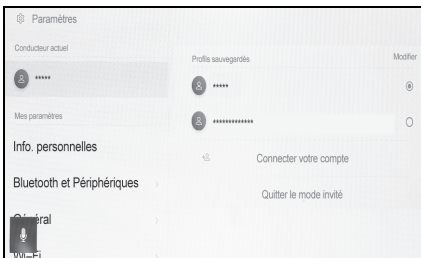 Paramètres
Conducteur actuel
*****
Mes paramètres
Info. personnelles
Bluetooth et Périphériques
Général
Wi-Fi
Profils sauvegardés
Modifier
*****
*************
Connecter votre compte
Quitter le mode invité